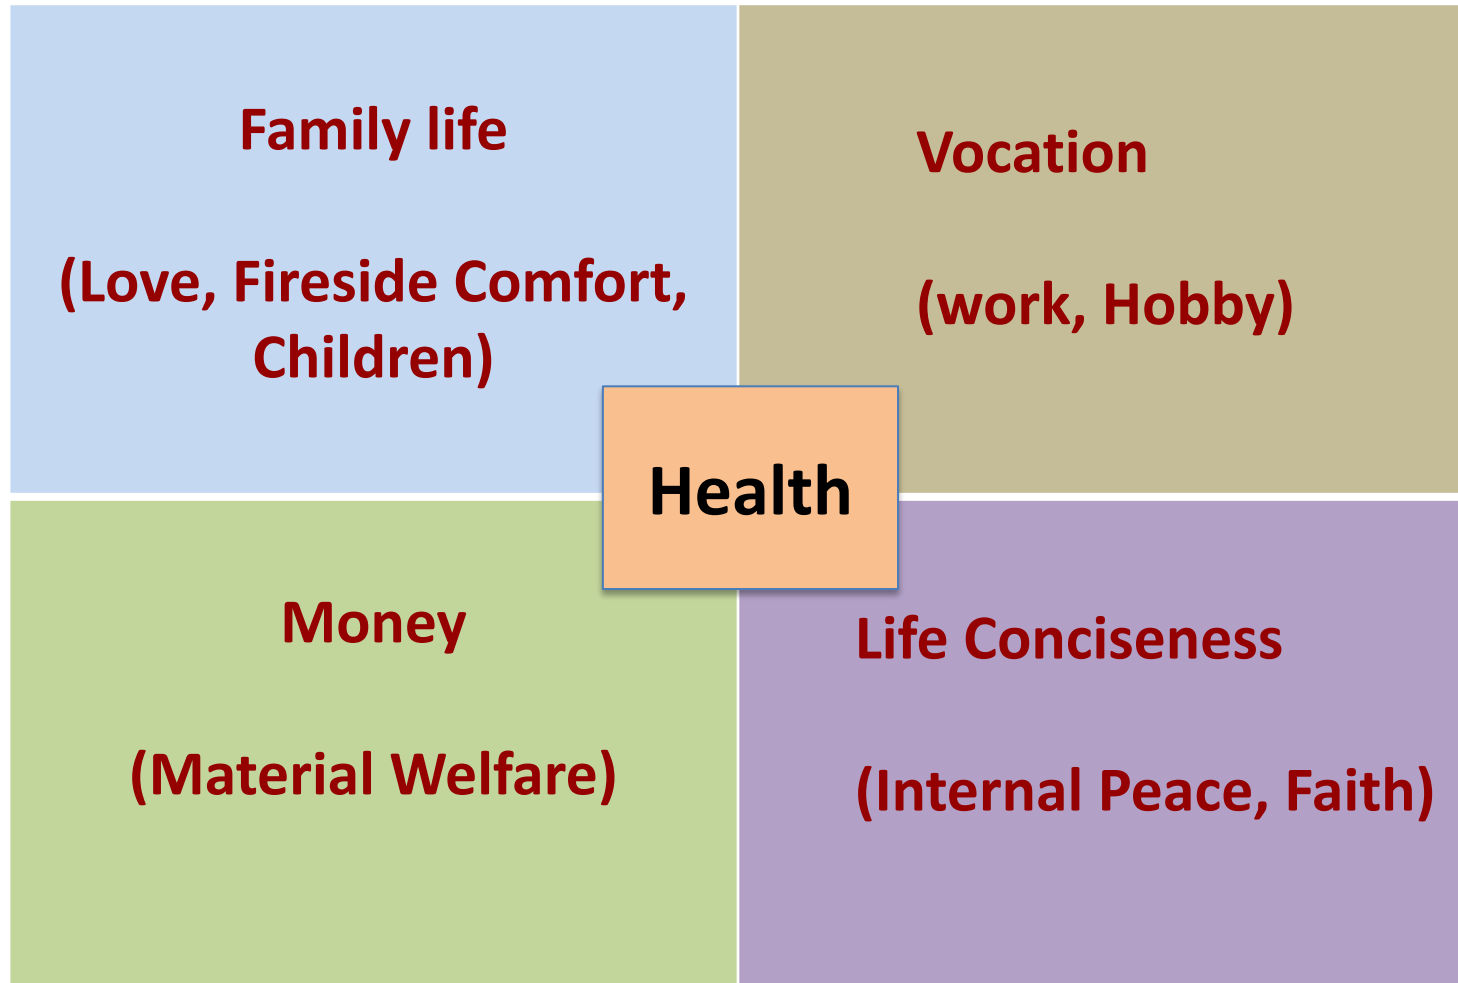 Family life
(Love, Fireside Comfort,
Children)
Vocation
(work, Hobby)
Health
Money
(Material Welfare)
Life Conciseness
(Internal Peace, Faith)